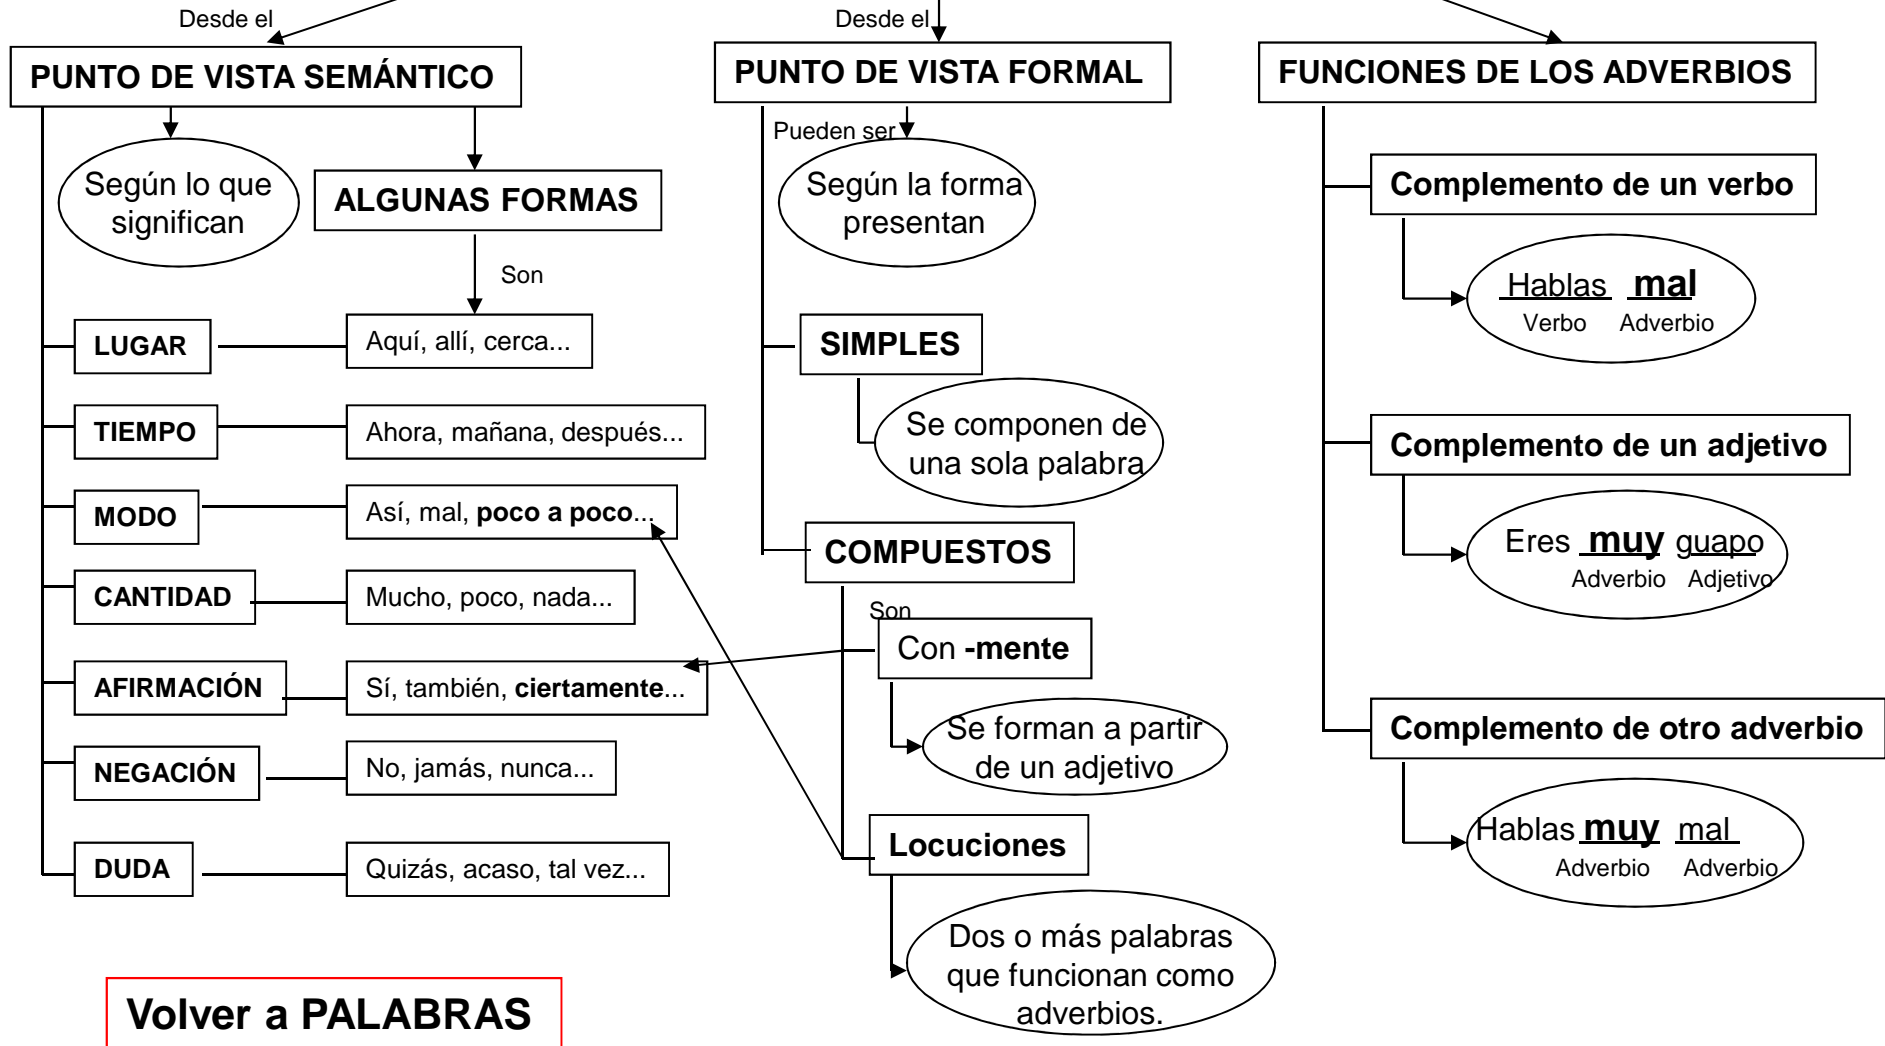 Desde el
PUNTO DE VISTA SEMÁNTICO
Según lo que
significan
ALGUNAS FORMAS
Son
LUGAR
Aquí, allí, cerca...
TIEMPO
Ahora, mañana, después...
MODO
Así, mal, poco a poco...
CANTIDAD
Mucho, poco, nada...
AFIRMACIÓN
Sí, también, ciertamente...
NEGACIÓN
No, jamás, nunca...
DUDA
Quizás, acaso, tal vez...
Volver a PALABRAS
Desde el
PUNTO DE VISTA FORMAL
Pueden ser
Según la forma
presentan
SIMPLES
Se componen de
una sola palabra
COMPUESTOS
Son
Con -mente
Se forman a partir
de un adjetivo
Locuciones
Dos o más palabras
que funcionan como
adverbios.
FUNCIONES DE LOS ADVERBIOS
Complemento de un verbo
Hablas mal
Verbo Adverbio
Complemento de un adjetivo
Eres muy guapo
Adverbio Adjetivo
Complemento de otro adverbio
Hablas muy mal
Adverbio Adverbio